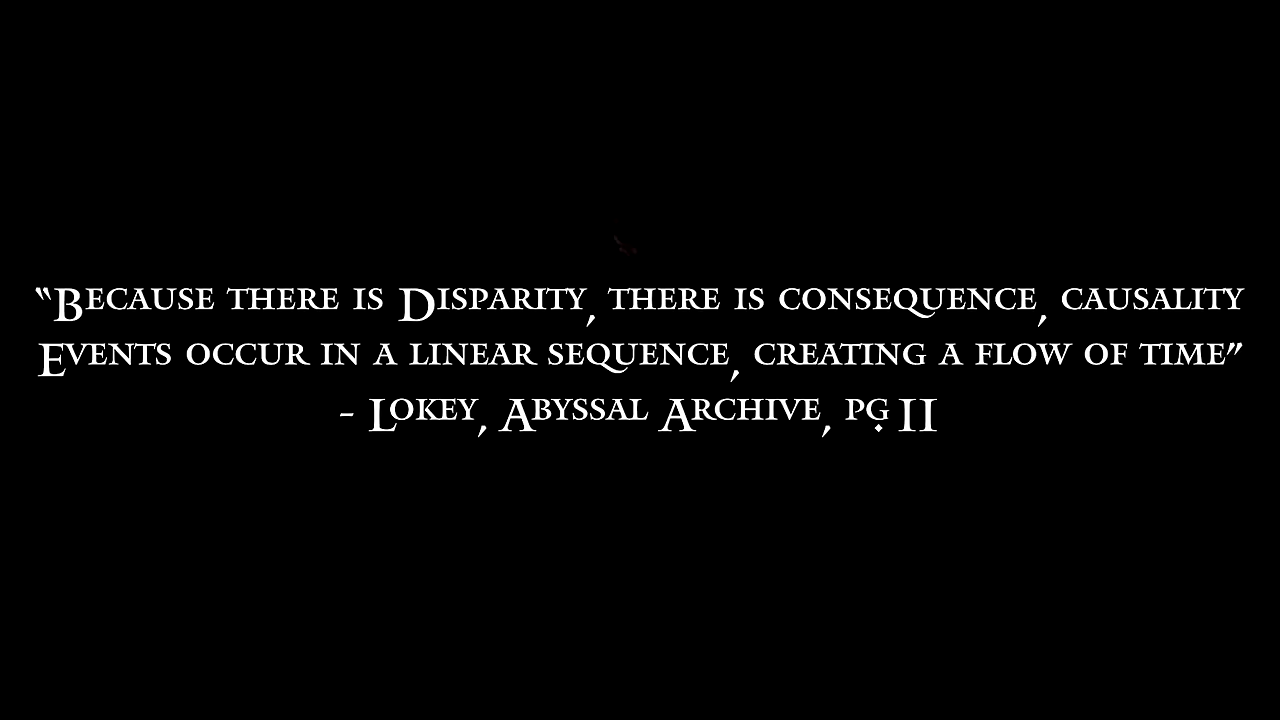 “Because there is Disparity, there is consequence, causality
Events occur in a linear sequence, creating a flow of time”
- Lokey, Abyssal Archive, pg. II